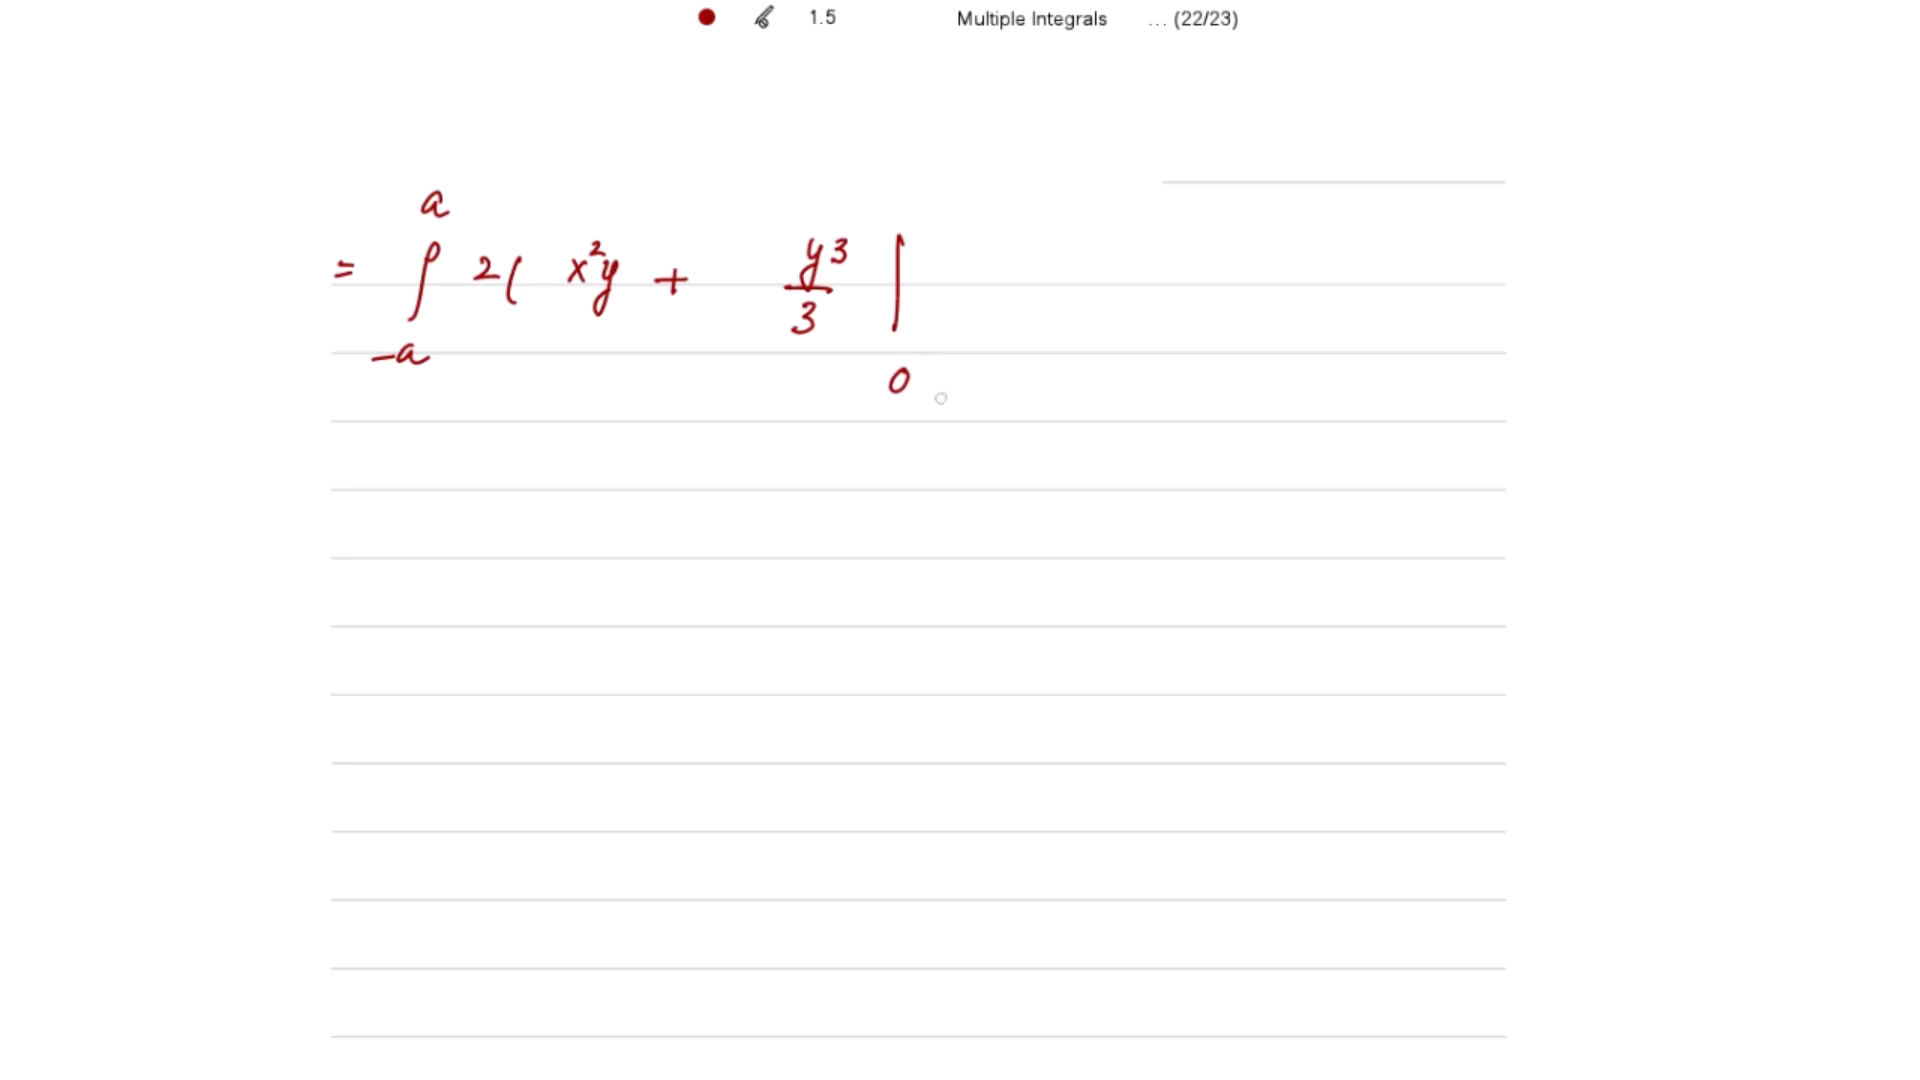 1.5 Multiple Integrals ... (22/23)
a
= ∫ 2( x²y + y³/3 |
-a 0